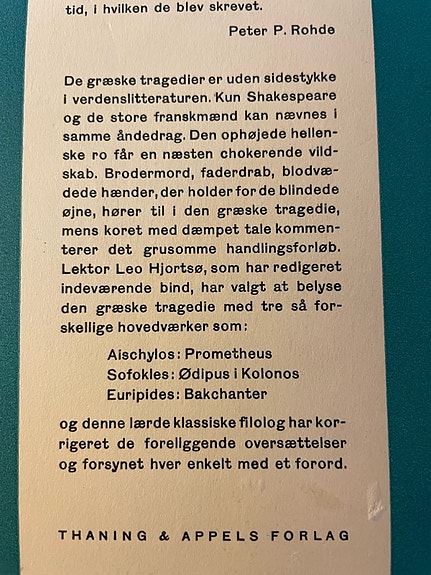 tid, i hvilken de blev skrevet.
Peter P. Rohde
De græske tragedier er uden sidestykke
i verdenslitteraturen. Kun Shakespeare
og de store franskmænd kan nævnes i
samme åndedrag. Den ophøjede hellen-
ske ro får en næsten chokerende vild-
skab. Brodermord, faderdrab, blodvæ-
dede hænder, der holder for de blindede
øjne, hører til i den græske tragedie,
mens koret med dæmpet tale kommen-
terer det grusomme handlingsforløb.
Lektor Leo Hjortsø, som har redigeret
indeværende bind, har valgt at belyse
den græske tragedie med tre så for-
skellige hovedværker som:
Aischylos: Prometheus
Sofokles: Ødipus i Kolonos
Euripides: Bakchanter
og denne lærde klassiske filolog har kor-
rigeret de foreliggende oversættelser
og forsynet hver enkelt med et forord.
THANING & APPELS FORLAG